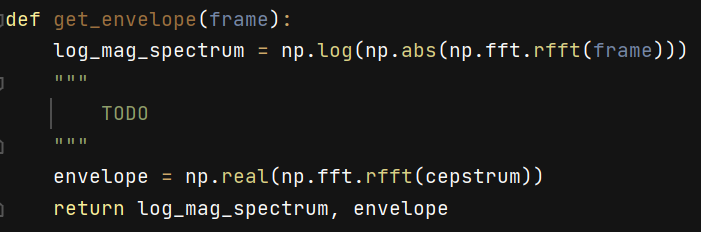 def get_envelope(frame):
    log_mag_spectrum = np.log(np.abs(np.fft.rfft(frame)))
    """
        TODO
    """
    envelope = np.real(np.fft.rfft(cepstrum))
    return log_mag_spectrum, envelope